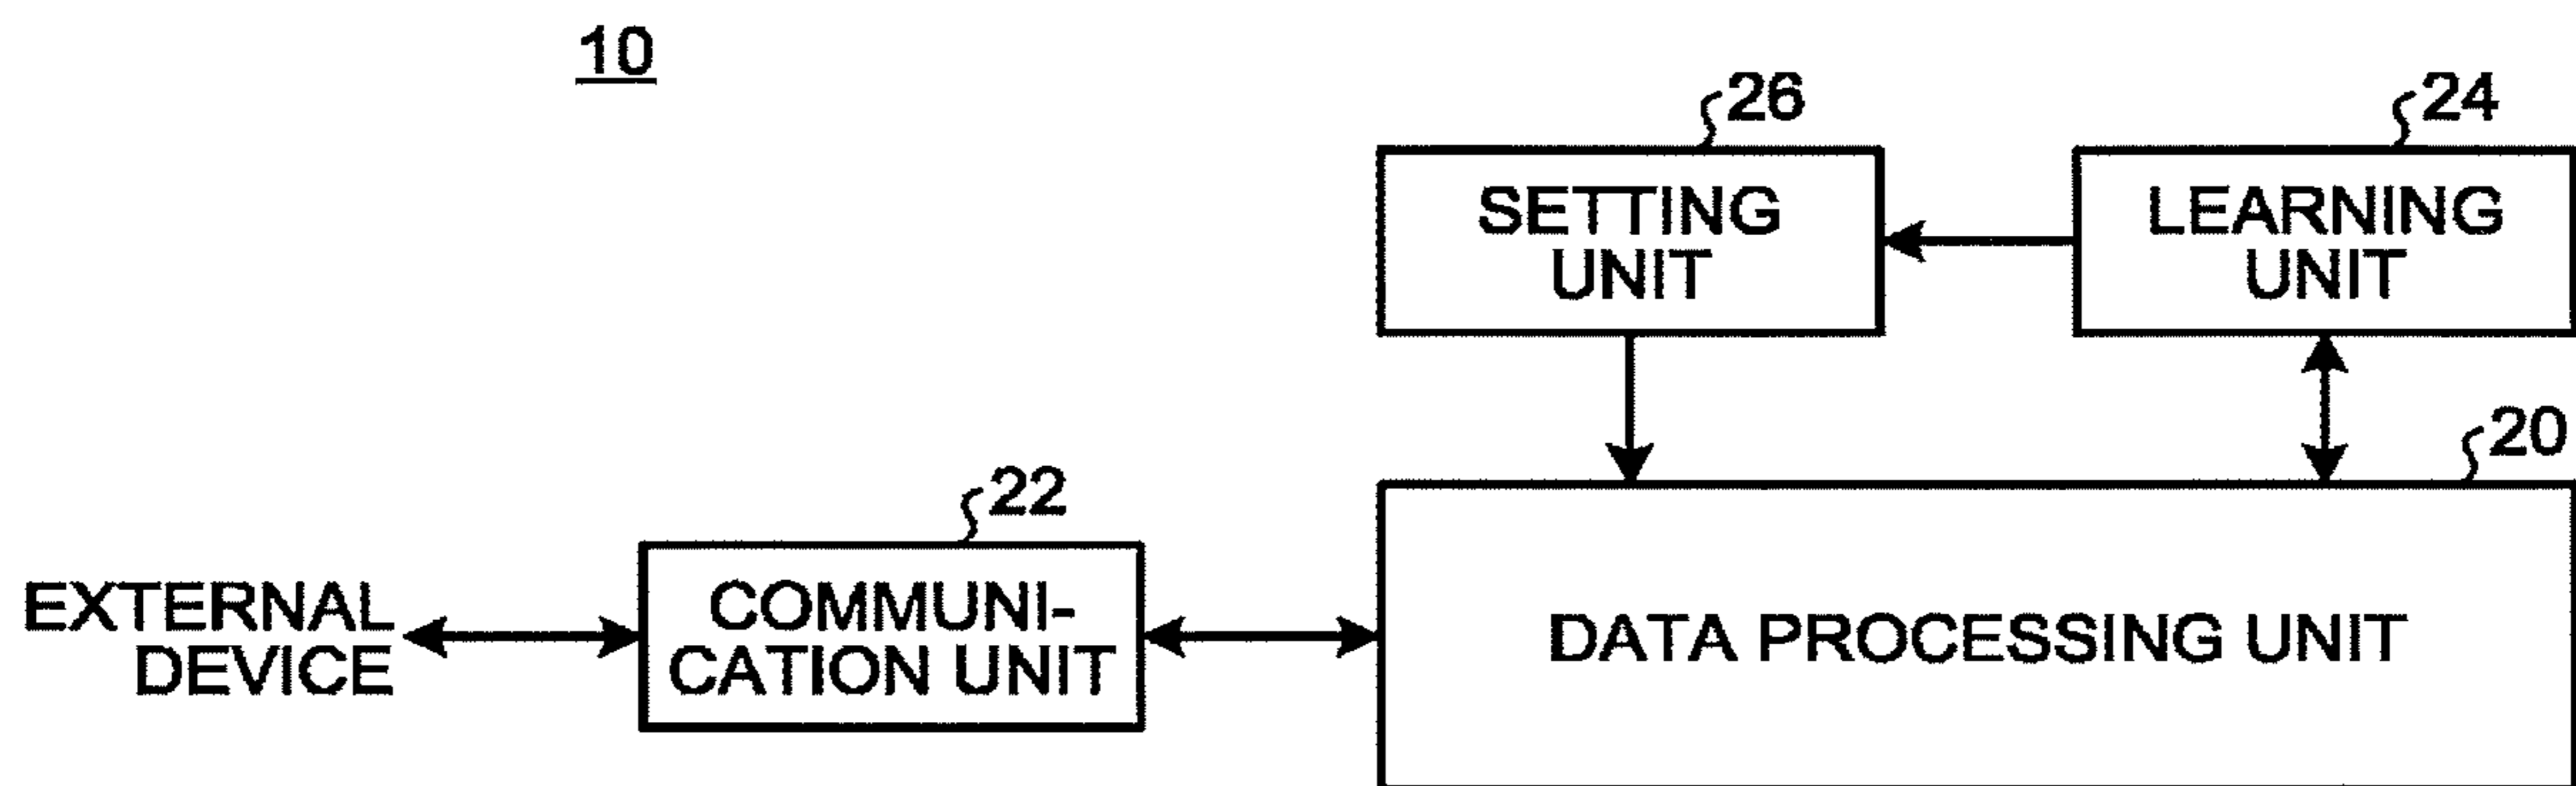 10
26
24
SETTING
UNIT
LEARNING
UNIT
20
22
EXTERNAL
DEVICE
COMMUNI-
CATION UNIT
DATA PROCESSING UNIT